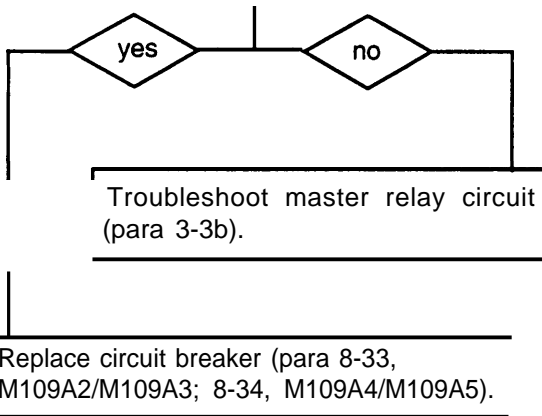 yes
no
Troubleshoot master relay circuit
(para 3-3b).
Replace circuit breaker (para 8-33,
M109A2/M109A3; 8-34, M109A4/M109A5).